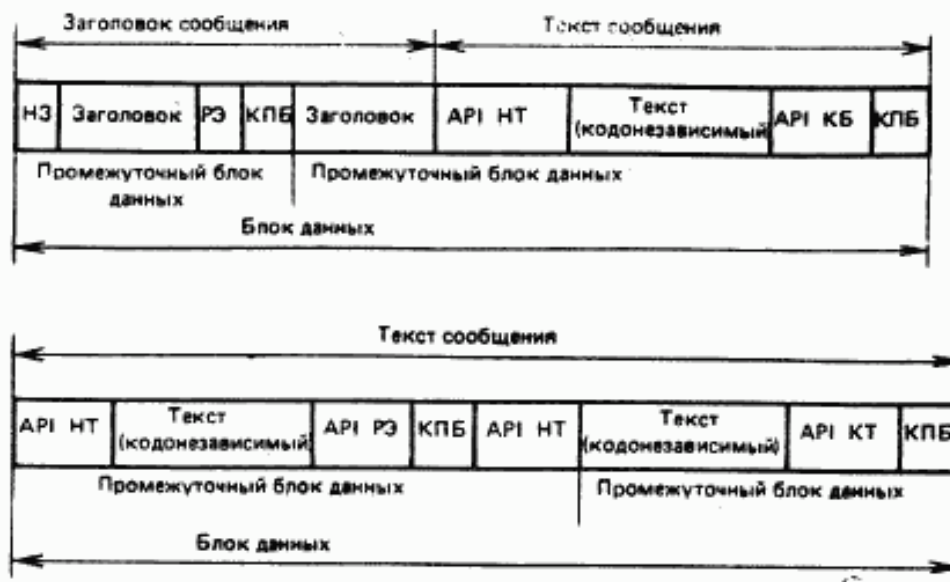 Заголовок сообщения
Текст сообщения
НЗ Заголовок РЭ КПБ Заголовок АРI НТ Текст (кодонезависимый АРI КБ КПБ
Промежуточный блок данных
Промежуточный блок данных
Блок данных
Текст сообщения
АРI НТ Текст (кодонезависимый АРI РЭ КПБ АРI НТ Текст (кодонезависимый) АРI КТ КПБ
Промежуточный блок данных
Промежуточный блок данных
Блок данных